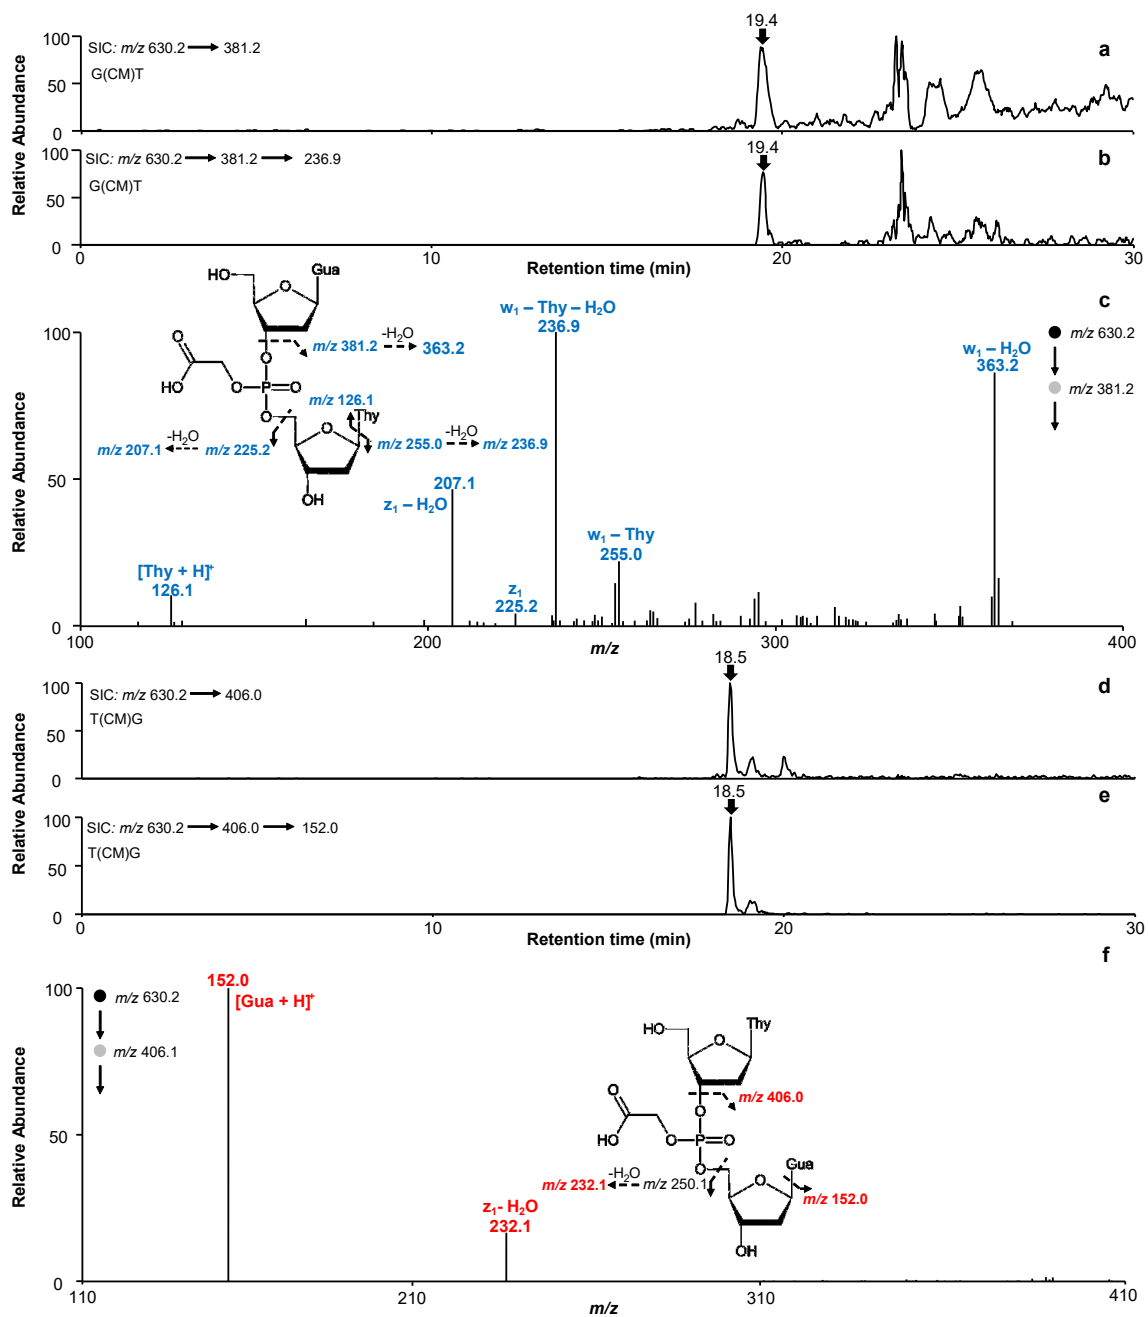 19.4
100
SIC: m/z 630.2 → 381.2
a
G(CM)T
50
0
Relative Abundance
19.4
100
SIC: m/z 630.2 → 381.2 → 236.9
b
G(CM)T
50
0
Relative Abundance
0
10
20
30
Retention time (min)
HO
Gua
O
c
w₁ – Thy – H₂O
236.9
100
m/z 381.2
-H₂O
363.2
w₁ – H₂O
363.2
m/z 630.2
m/z 381.2
O
O
HO
O
P
O
O
m/z 126.1
Thy
O
m/z 207.1
-H₂O
m/z 225.2
m/z 255.0
-H₂O
m/z 236.9
OH
50
207.1
z₁ – H₂O
w₁ – Thy
255.0
[Thy + H]⁺
126.1
z₁
225.2
0
Relative Abundance
100
200
300
400
m/z
18.5
100
SIC: m/z 630.2 → 406.0
d
T(CM)G
50
0
Relative Abundance
18.5
e
100
SIC: m/z 630.2 → 406.0 → 152.0
T(CM)G
50
0
Relative Abundance
0
10
20
30
Retention time (min)
f
152.0
[Gua + H]⁺
100
m/z 630.2
m/z 406.1
HO
Thy
O
m/z 406.0
O
O
HO
O
P
O
O
Gua
O
m/z 232.1
-H₂O
m/z 250.1
m/z 152.0
OH
50
z₁- H₂O
232.1
0
Relative Abundance
110
210
310
410
m/z